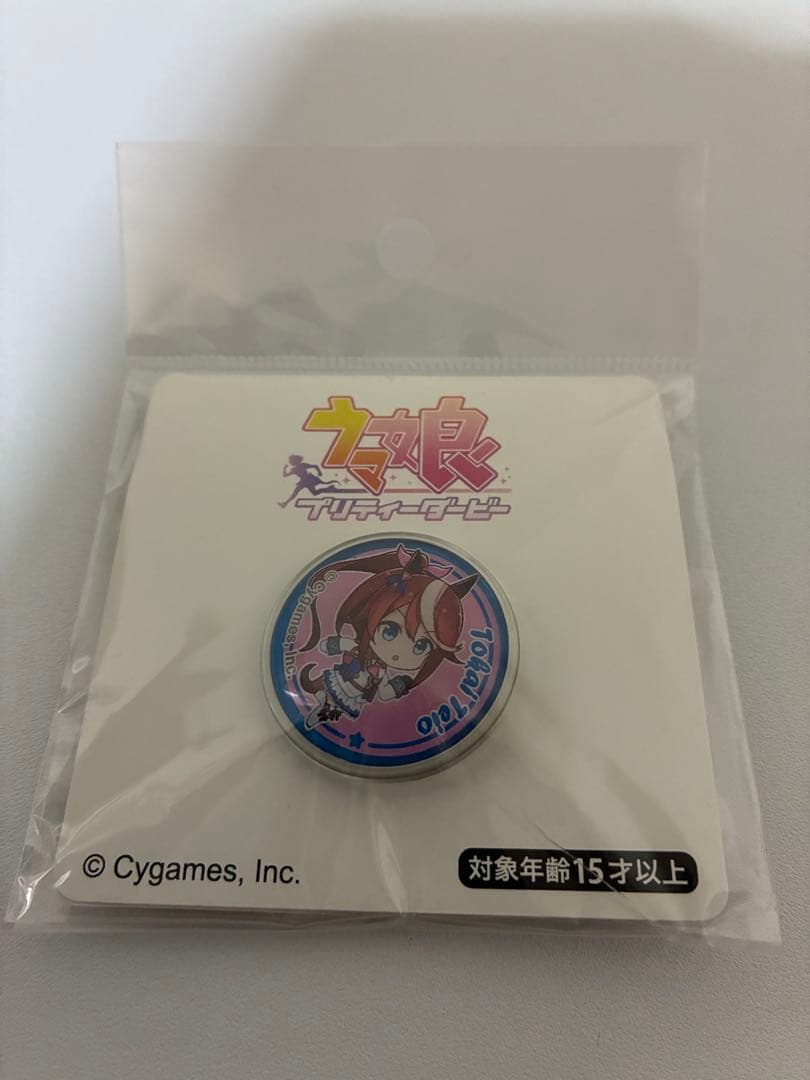 ウマ娘
プリティーダービー
©Cygames, Inc.
Tokai Teio
© Cygames, Inc.
対象年齢15才以上